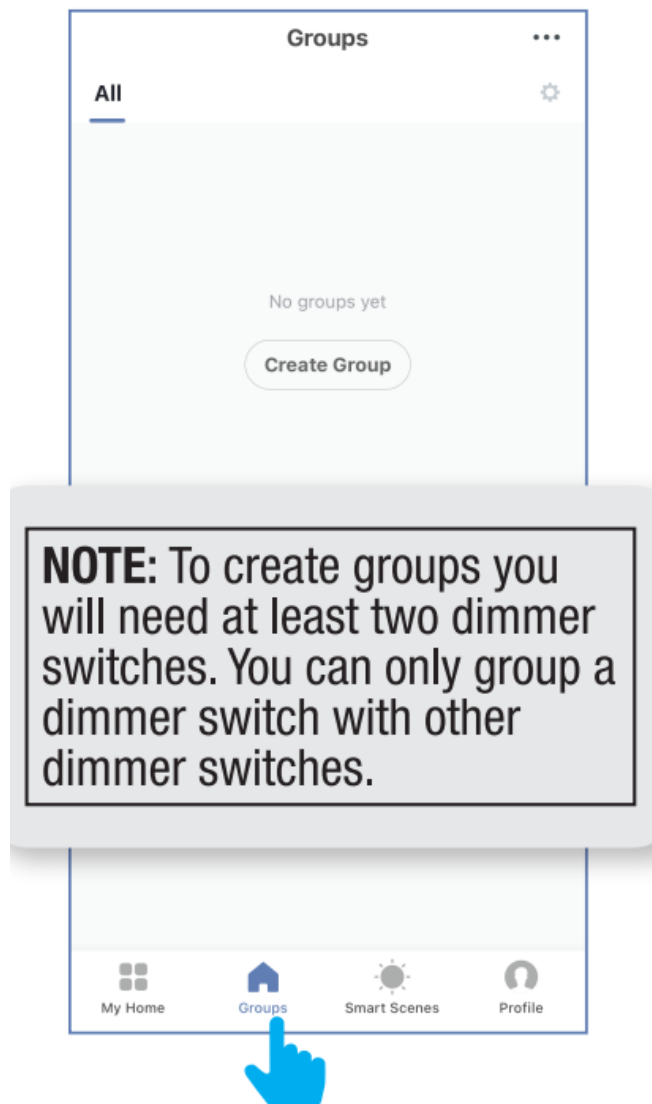 Groups
All
No groups yet
Create Group
NOTE: To create groups you
will need at least two dimmer
switches. You can only group a
dimmer switch with other
dimmer switches.
My Home
Groups
Smart Scenes
Profile